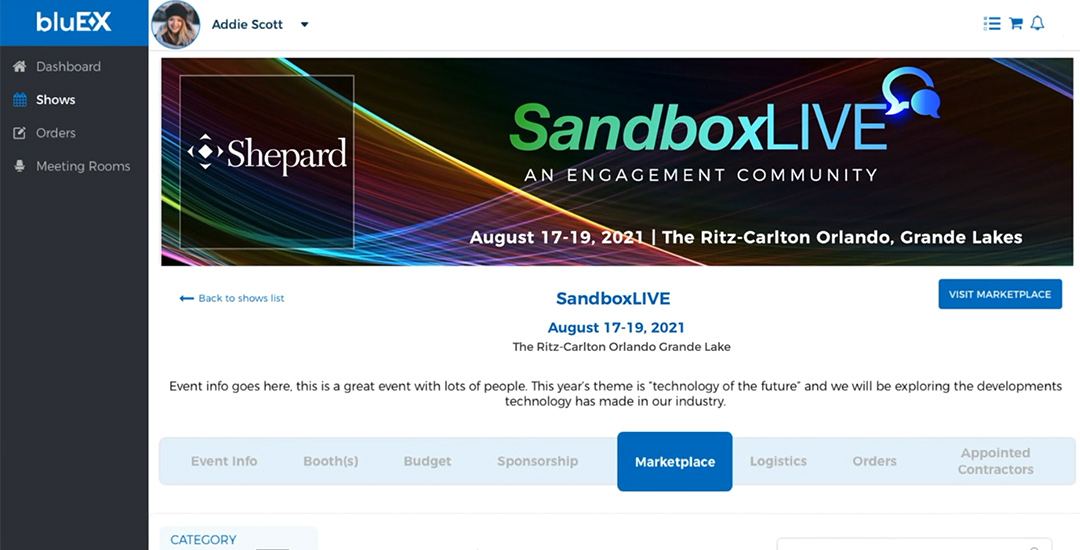 bluEX
Addie Scott
Dashboard
Shows
Orders
Meeting Rooms
Shepard
SandboxLIVE
AN ENGAGEMENT COMMUNITY
August 17-19, 2021 | The Ritz-Carlton Orlando, Grande Lakes
Back to shows list
SandboxLIVE
VISIT MARKETPLACE
August 17-19, 2021
The Ritz-Carlton Orlando Grande Lake
Event info goes here, this is a great event with lots of people. This year's theme is "technology of the future" and we will be exploring the developments
technology has made in our industry.
Event Info
Booth(s)
Budget
Sponsorship
Marketplace
Logistics
Orders
Appointed
Contractors
CATEGORY